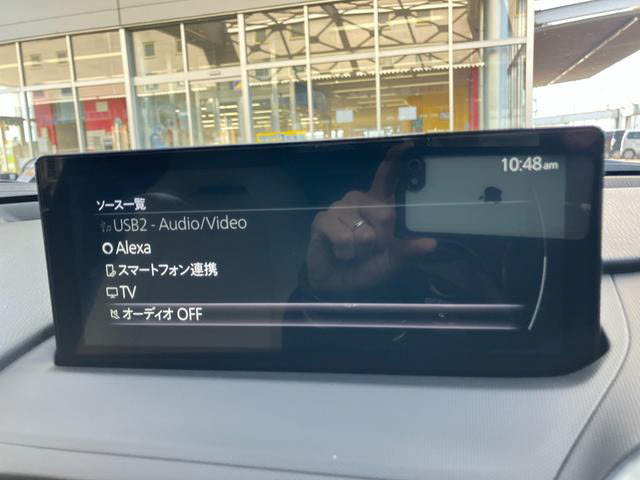 10:48am
ソース一覧
USB2 - Audio/Video
Alexa
スマートフォン連携
TV
オーディオ OFF